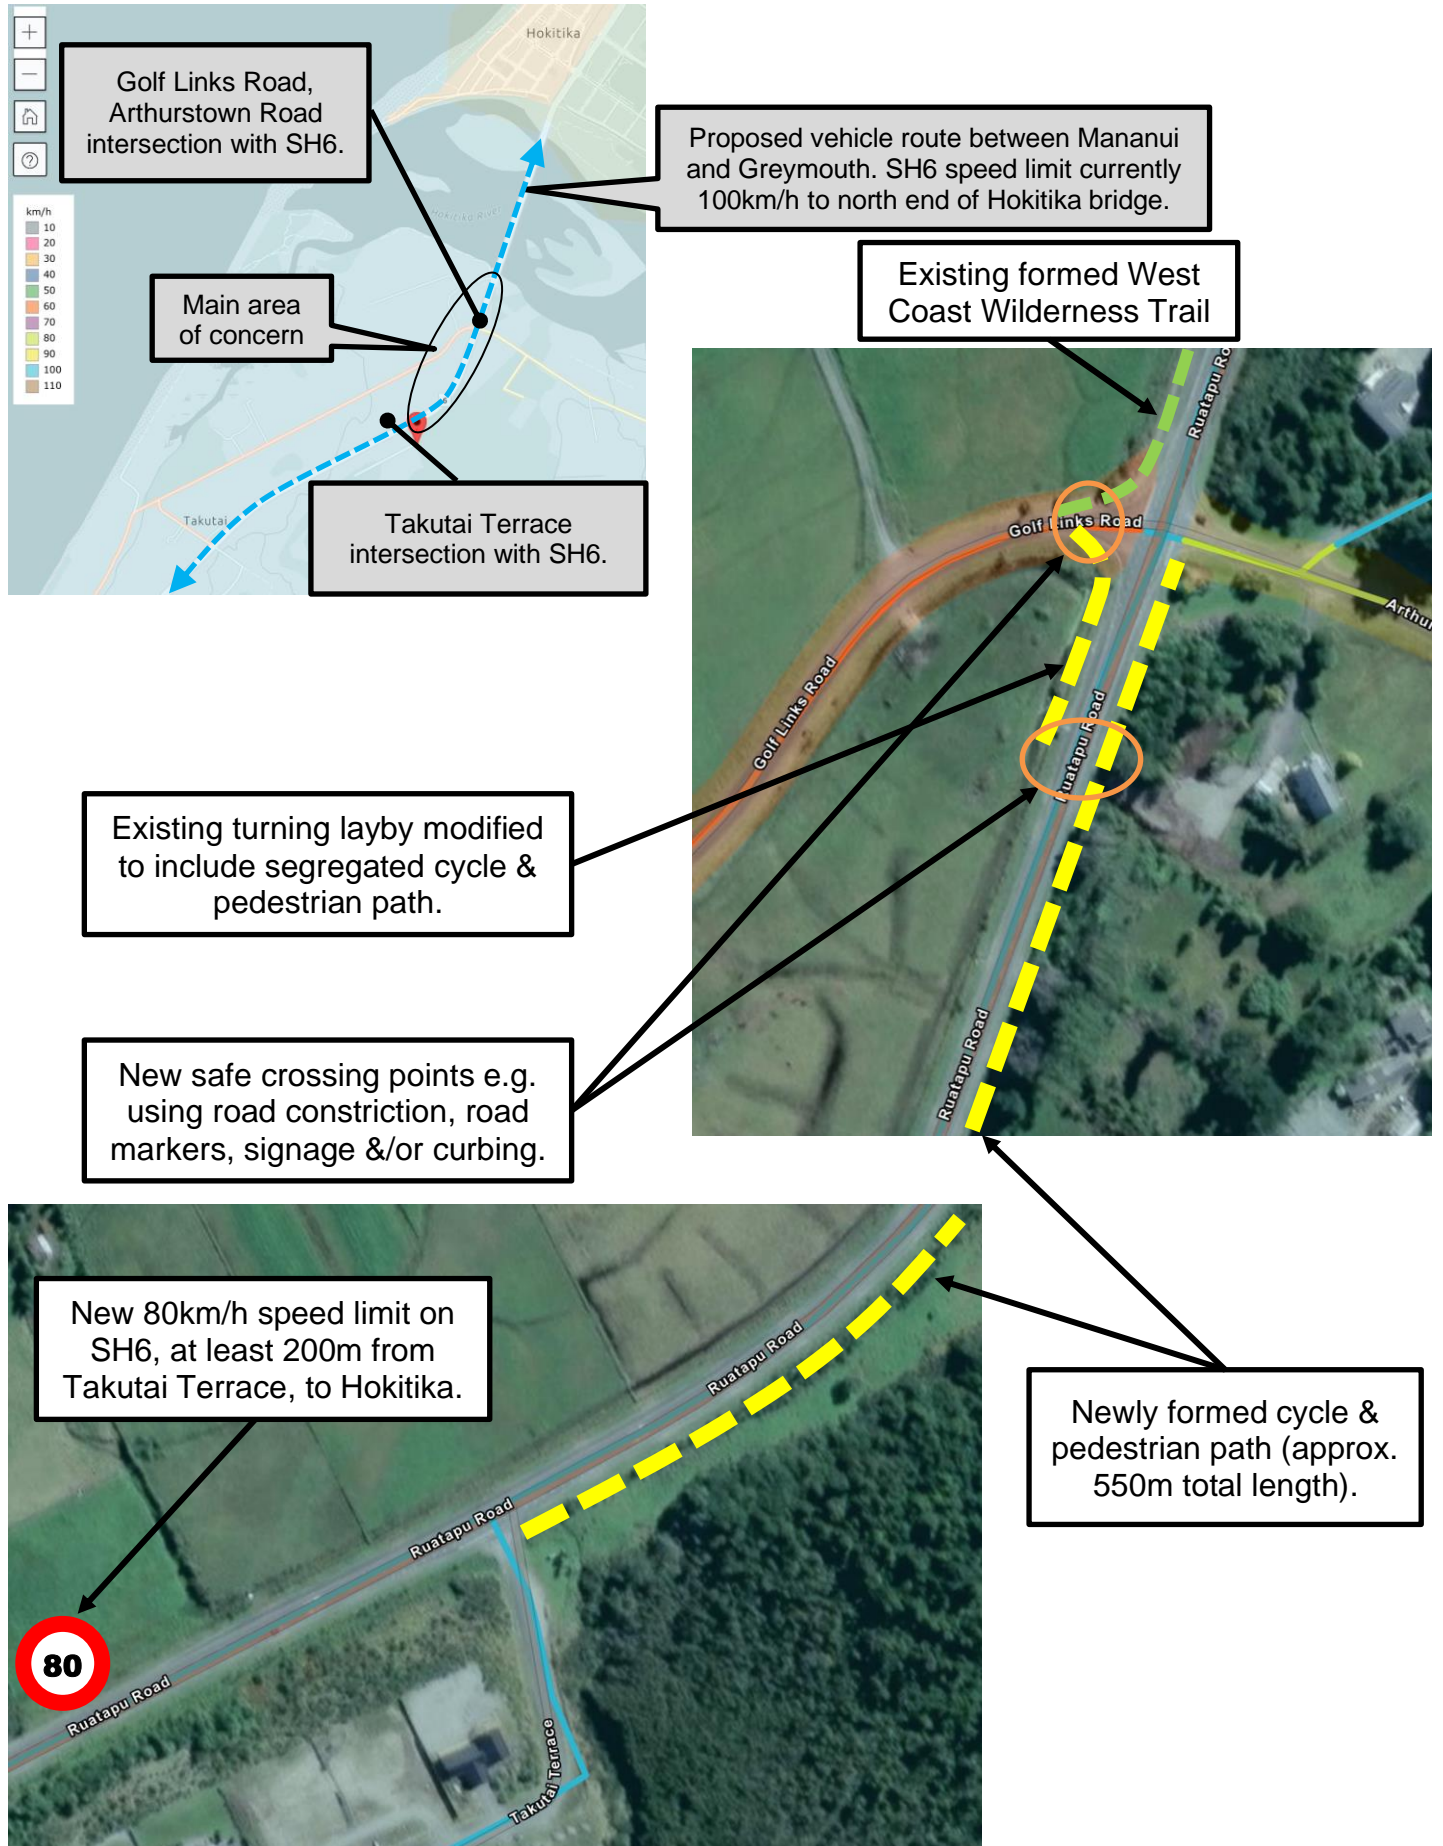 Hokitika
Golf Links Road,
Arthurstown Road
intersection with SH6.
Proposed vehicle route between Mananui
and Greymouth. SH6 speed limit currently
100km/h to north end of Hokitika bridge.
km/h
10
20
30
40
50
60
70
80
90
100
110
Hokitika River
Main area
of concern
Takutai
Takutai Terrace
intersection with SH6.
Existing formed West
Coast Wilderness Trail
Ruatapu Ro
Golf Links Road
Arthur
Golf Links Road
Ruatapu Road
Ruatapu Road
Existing turning layby modified
to include segregated cycle &
pedestrian path.
New safe crossing points e.g.
using road constriction, road
markers, signage &/or curbing.
New 80km/h speed limit on
SH6, at least 200m from
Takutai Terrace, to Hokitika.
Ruatapu Road
Ruatapu Road
80
Ruatapu Road
Takutai Terrace
Newly formed cycle &
pedestrian path (approx.
550m total length).